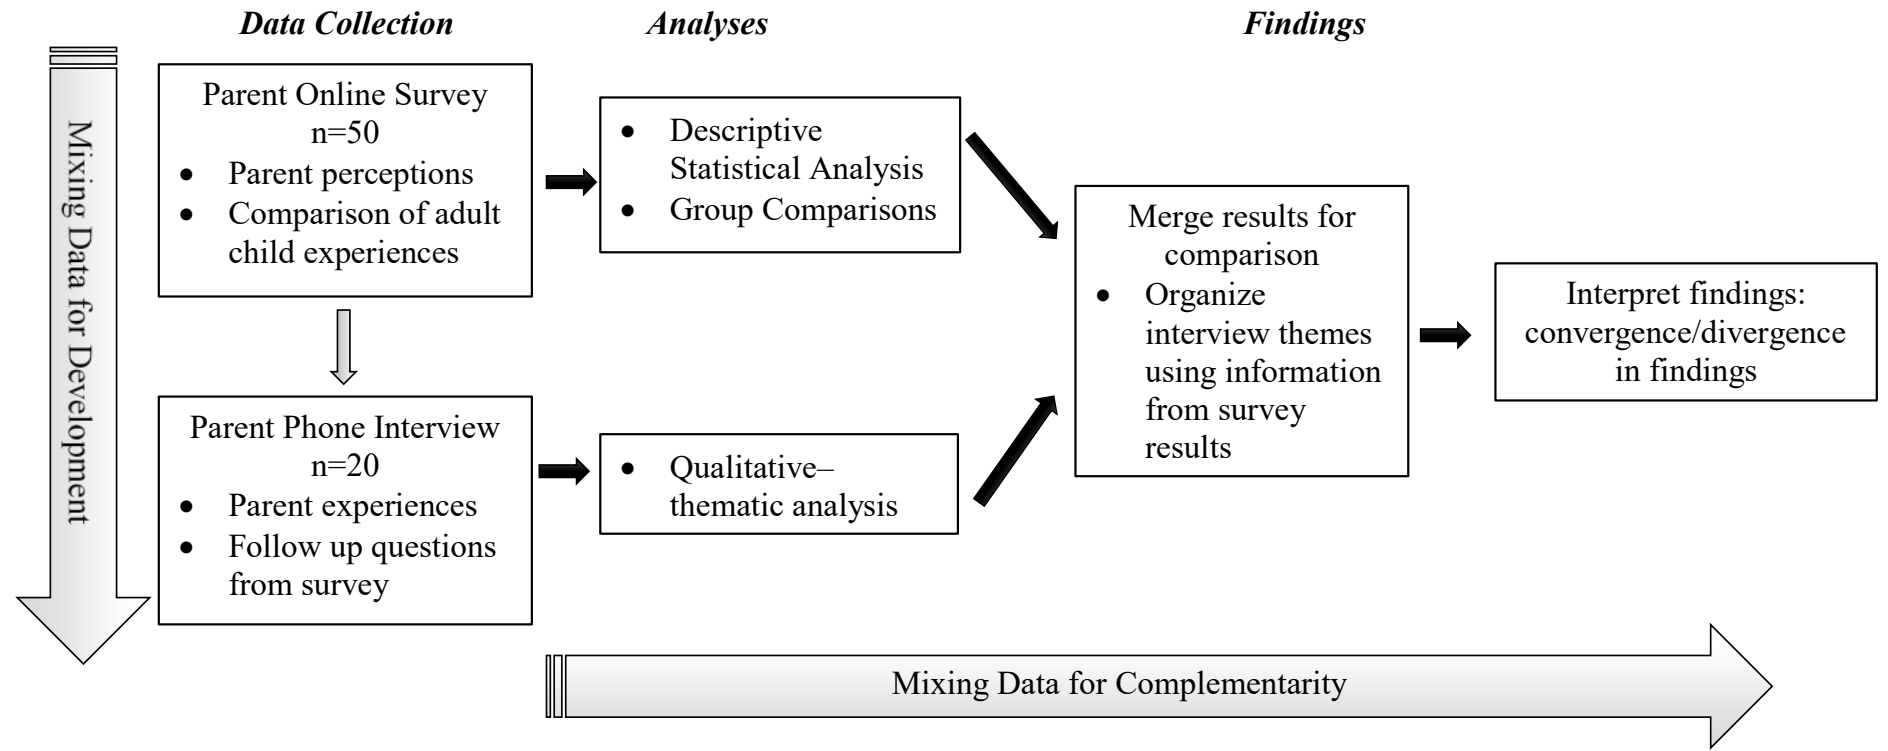 Data Collection
Analyses
Findings
Mixing Data for Development
Parent Online Survey
n=50
• Parent perceptions
• Comparison of adult
child experiences
• Descriptive
Statistical Analysis
• Group Comparisons
Parent Phone Interview
n=20
• Parent experiences
• Follow up questions
from survey
• Qualitative–
thematic analysis
Merge results for
comparison
• Organize
interview themes
using information
from survey
results
Interpret findings:
convergence/divergence
in findings
Mixing Data for Complementarity